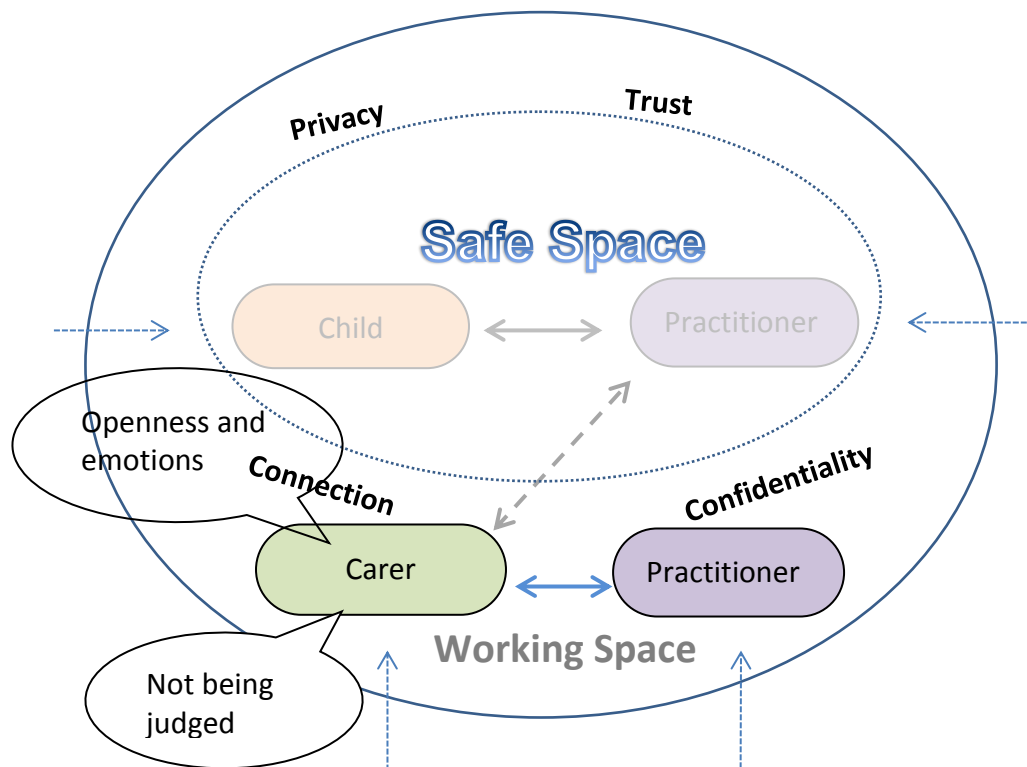 Privacy
Trust
Safe Space
Child
Practitioner
Openness and
emotions
Connection
Confidentiality
Carer
Practitioner
Working Space
Not being
judged